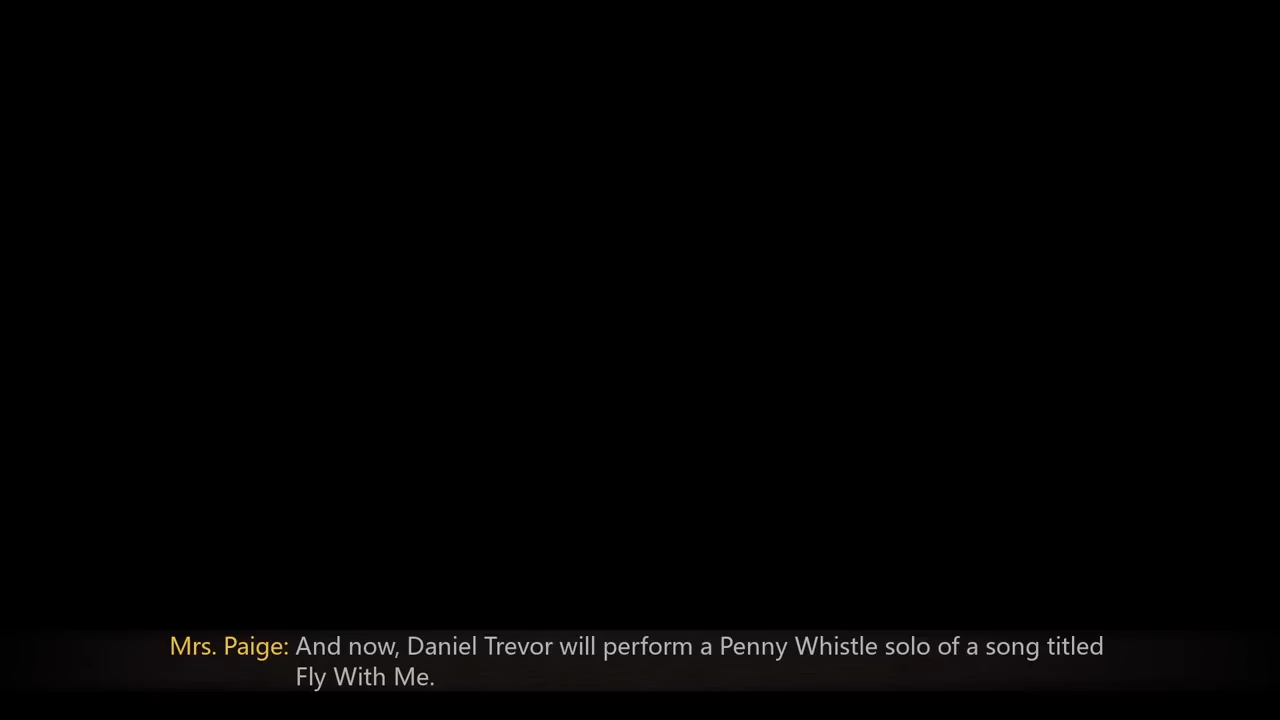 Mrs. Paige: And now, Daniel Trevor will perform a Penny Whistle solo of a song titled
Fly With Me.